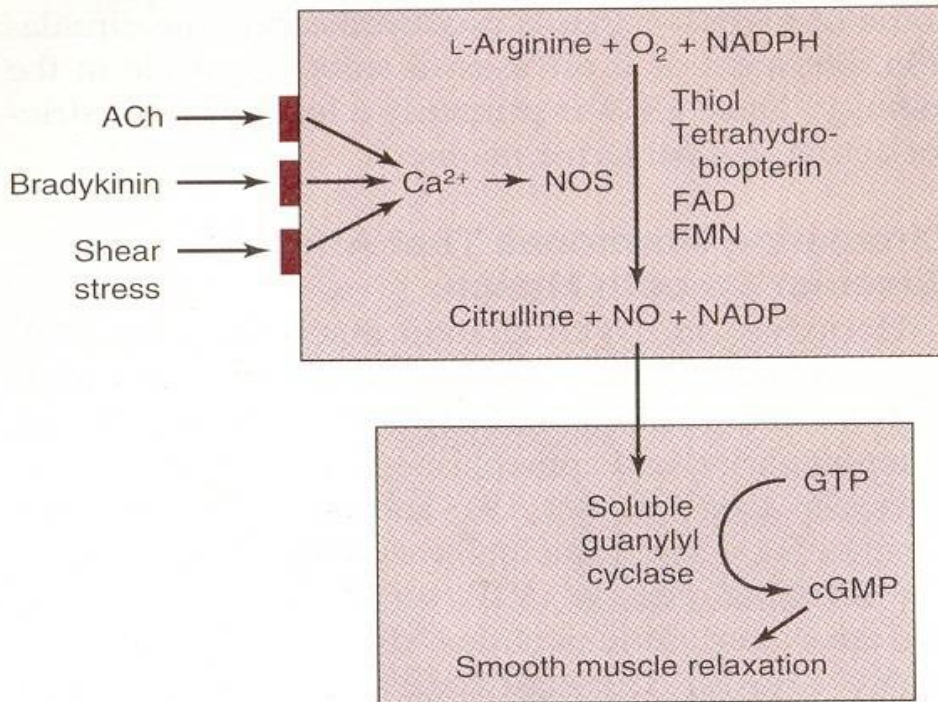 L-Arginine + O₂ + NADPH
Thiol
Tetrahydro-
biopterin
FAD
FMN
ACh
Bradykinin
Shear
stress
Ca²⁺
NOS
Citrulline + NO + NADP
Soluble
guanylyl
cyclase
GTP
cGMP
Smooth muscle relaxation